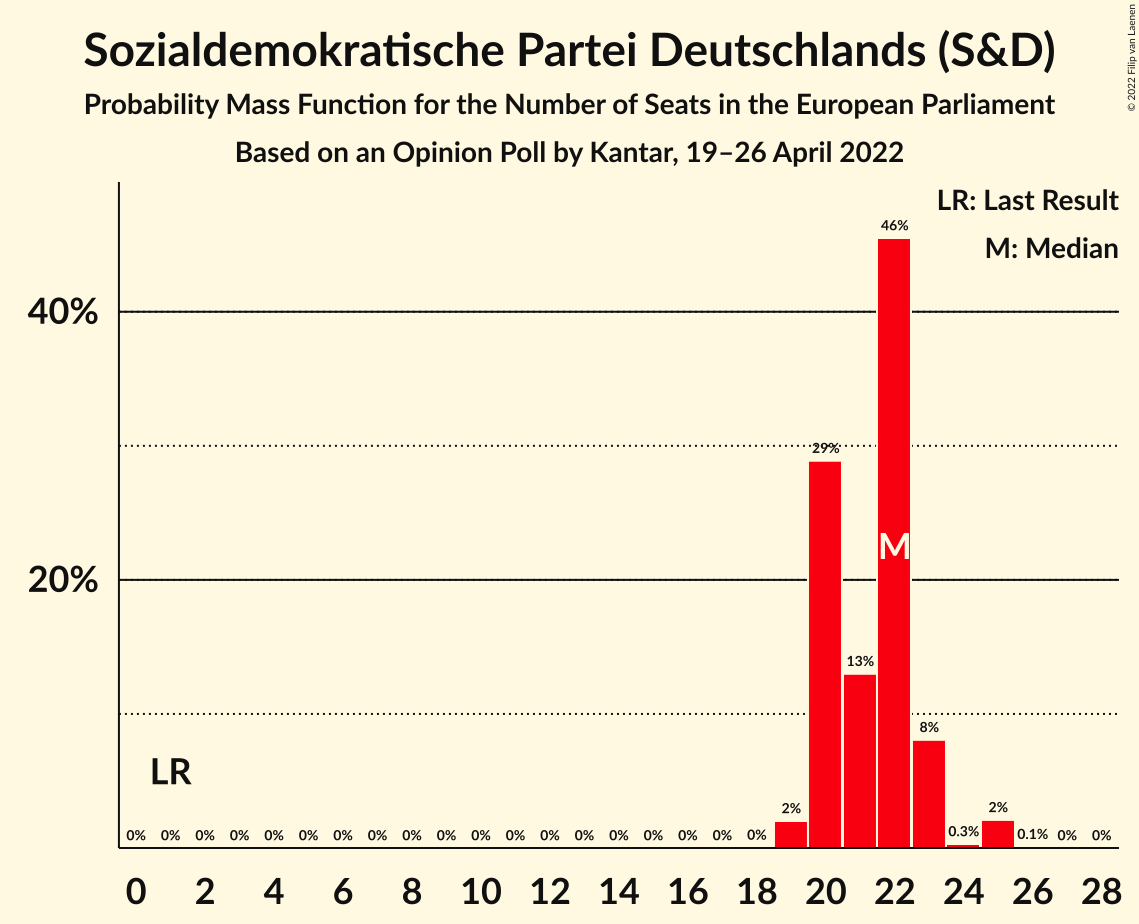 Sozialdemokratische Partei Deutschlands (S&D)
Probability Mass Function for the Number of Seats in the European Parliament
Based on an Opinion Poll by Kantar, 19–26 April 2022
© 2022 Filip van Laenen
LR: Last Result
M: Median
46%
40%
29%
M
20%
13%
8%
LR
2%
2%
0% 0% 0% 0% 0% 0% 0% 0% 0% 0% 0% 0% 0% 0% 0% 0% 0% 0% 0% 0.3% 0.1% 0% 0%
0 2 4 6 8 10 12 14 16 18 20 22 24 26 28